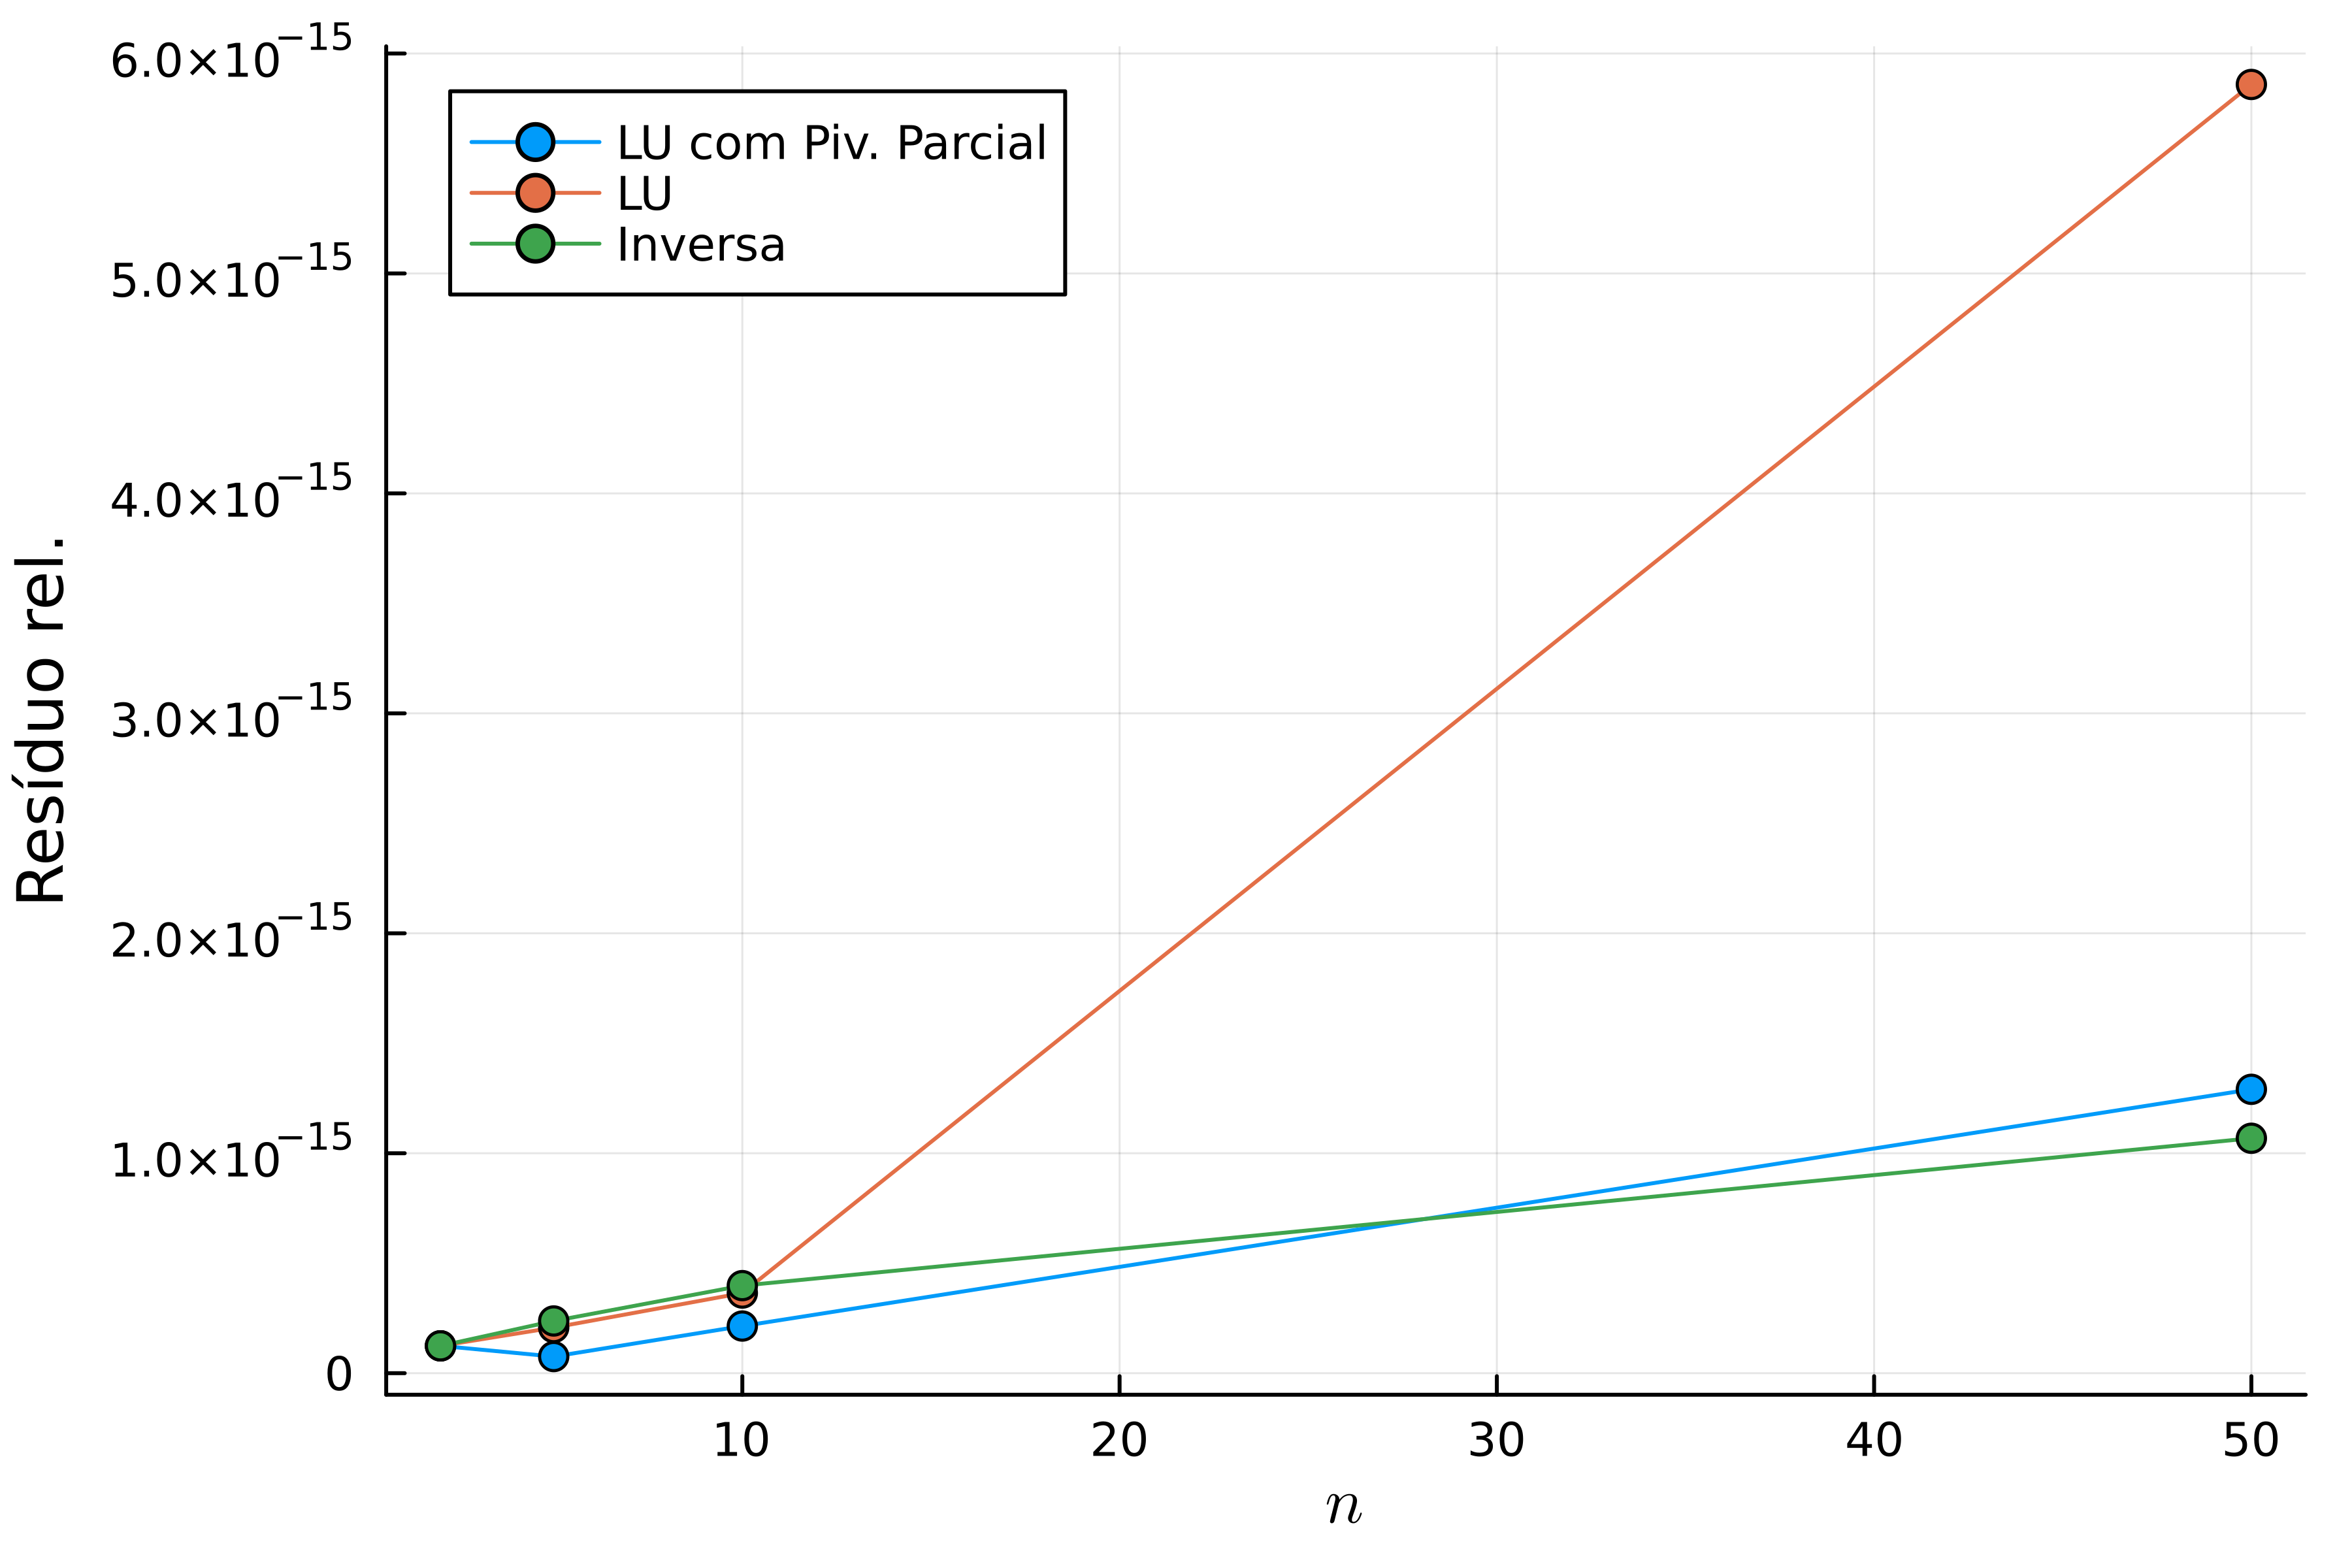 6.0×10⁻¹⁵
5.0×10⁻¹⁵
4.0×10⁻¹⁵
3.0×10⁻¹⁵
2.0×10⁻¹⁵
1.0×10⁻¹⁵
0
Resíduo rel.
LU com Piv. Parcial
LU
Inversa
10 20 30 40 50
n